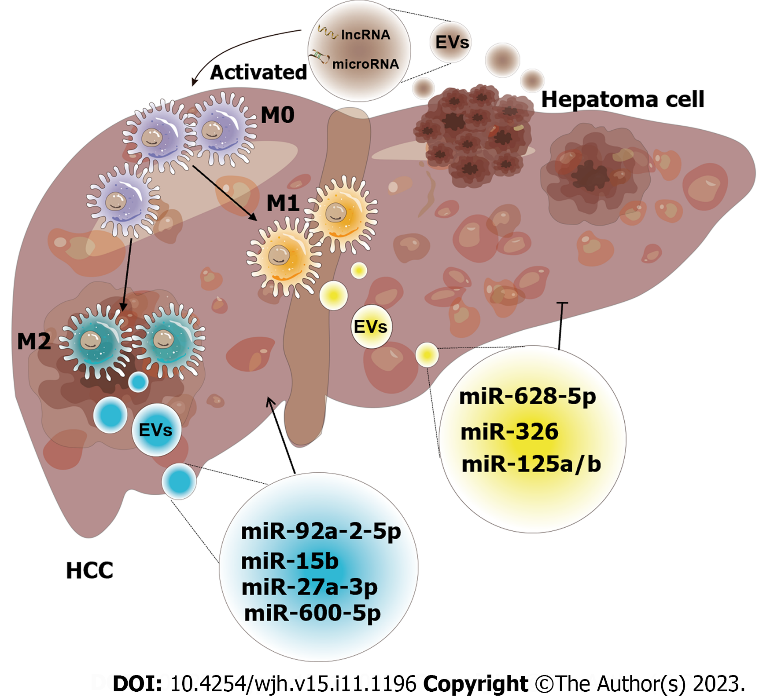 lncRNA
microRNA
EVs
Activated
Hepatoma cell
M0
M1
EVs
M2
EVs
miR-628-5p
miR-326
miR-125a/b
miR-92a-2-5p
miR-15b
miR-27a-3p
miR-600-5p
HCC
DOI: 10.4254/wjh.v15.i11.1196 Copyright ©The Author(s) 2023.